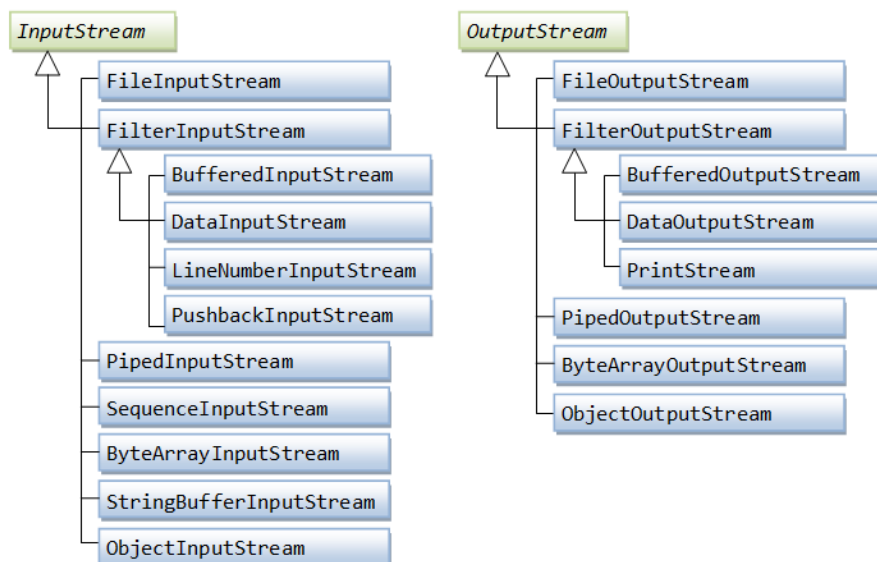 InputStream
FileInputStream
FilterInputStream
BufferedInputStream
DataInputStream
LineNumberInputStream
PushbackInputStream
PipedInputStream
SequenceInputStream
ByteArrayInputStream
StringBufferInputStream
ObjectInputStream
OutputStream
FileOutputStream
FilterOutputStream
BufferedOutputStream
DataOutputStream
PrintStream
PipedOutputStream
ByteArrayOutputStream
ObjectOutputStream